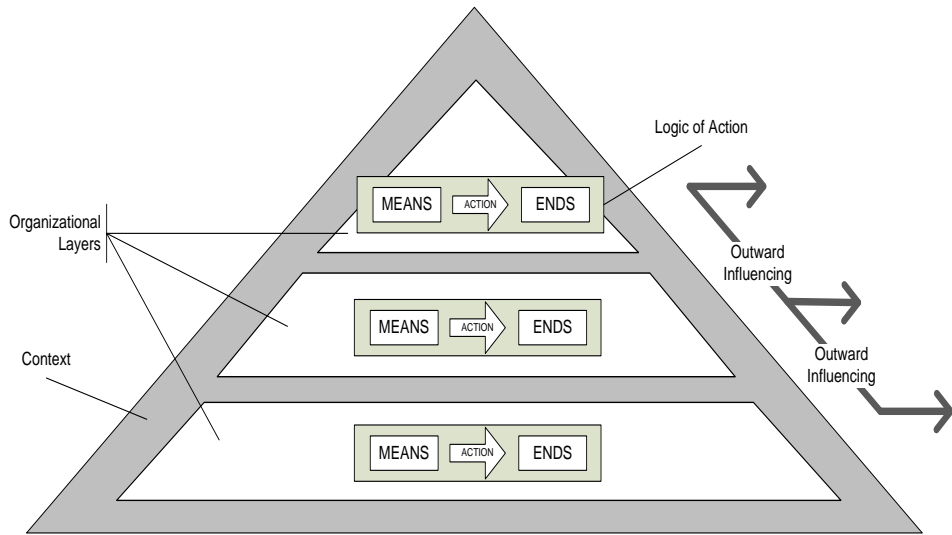 Logic of Action
MEANS ACTION ENDS
Organizational
Layers
Outward
Influencing
MEANS ACTION ENDS
Context
Outward
Influencing
MEANS ACTION ENDS